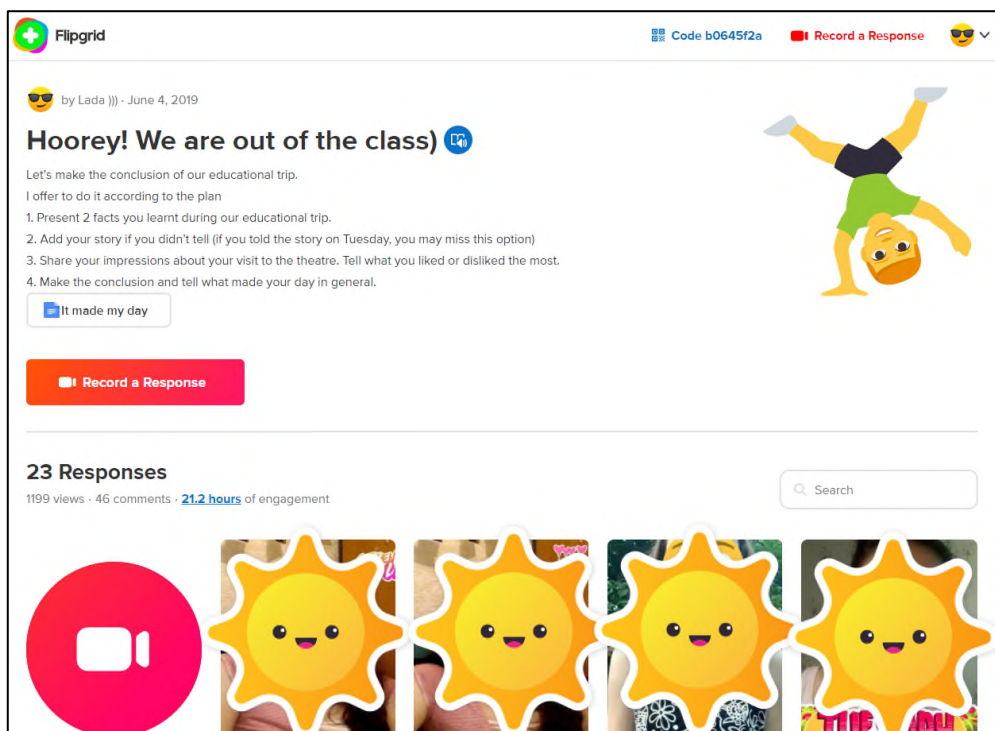 Flipgrid
Code b0645f2a
Record a Response
by Lada ))) · June 4, 2019
Hoorey! We are out of the class)
Let's make the conclusion of our educational trip.
I offer to do it according to the plan
1. Present 2 facts you learnt during our educational trip.
2. Add your story if you didn't tell (if you told the story on Tuesday, you may miss this option)
3. Share your impressions about your visit to the theatre. Tell what you liked or disliked the most.
4. Make the conclusion and tell what made your day in general.
It made my day
Record a Response
23 Responses
1199 views · 46 comments · 21.2 hours of engagement
Search